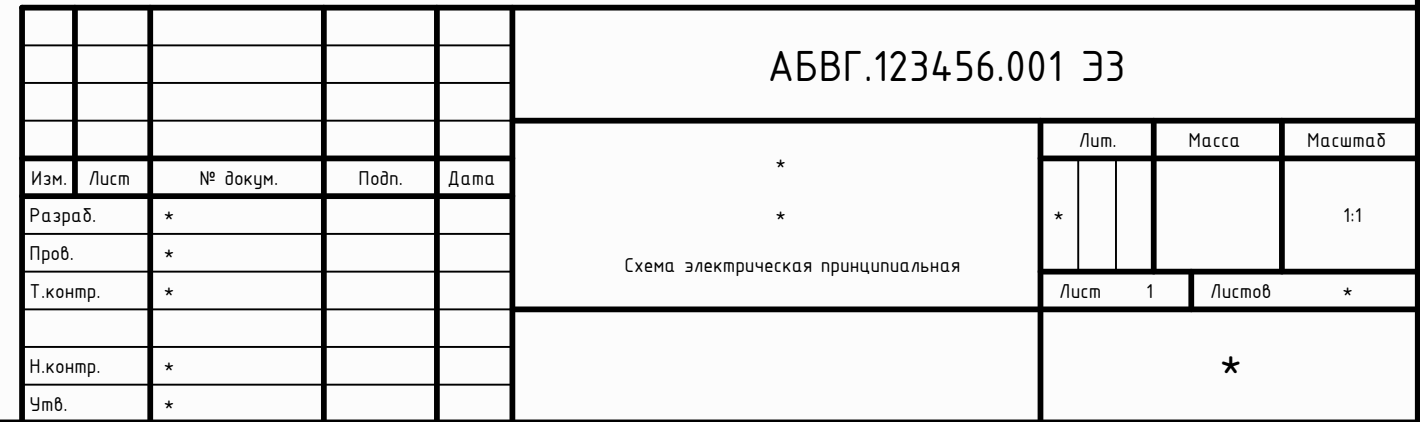 АБВГ.123456.001 Э3
Лит. Масса Масштаб
*
Изм. Лист № докум. Подп. Дата
Разраб. * * * 1:1
Пров. *
Схема электрическая принципиальная
Т.контр. * Лист 1 Листов *
Н.контр. * *
Утв. *